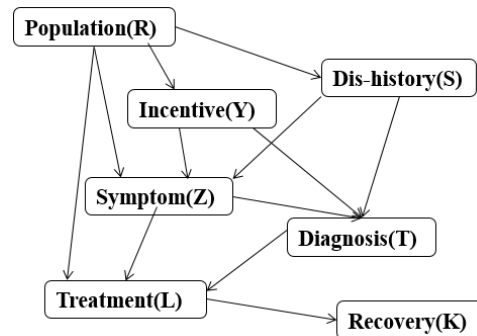 Population(R)
Dis-history(S)
Incentive(Y)
Symptom(Z)
Diagnosis(T)
Treatment(L)
Recovery(K)